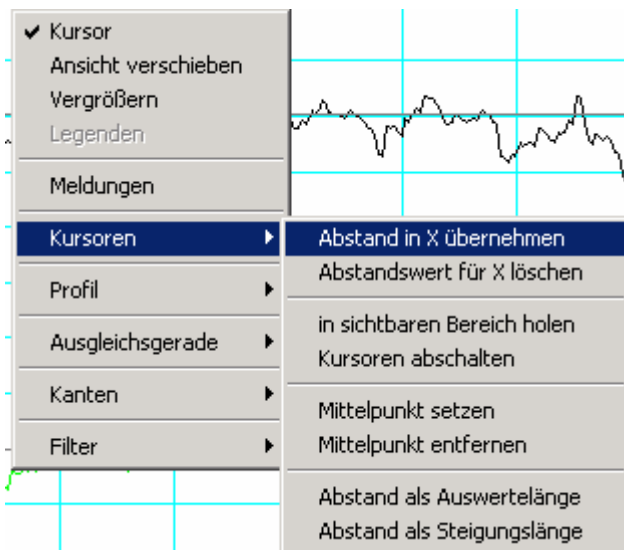 Kursor
Ansicht verschieben
Vergrößern
Legenden
Meldungen
Kursoren
Profil
Ausgleichsgerade
Kanten
Filter
Abstand in X übernehmen
Abstandswert für X löschen
in sichtbaren Bereich holen
Kursoren abschalten
Mittelpunkt setzen
Mittelpunkt entfernen
Abstand als Auswertelänge
Abstand als Steigungslänge